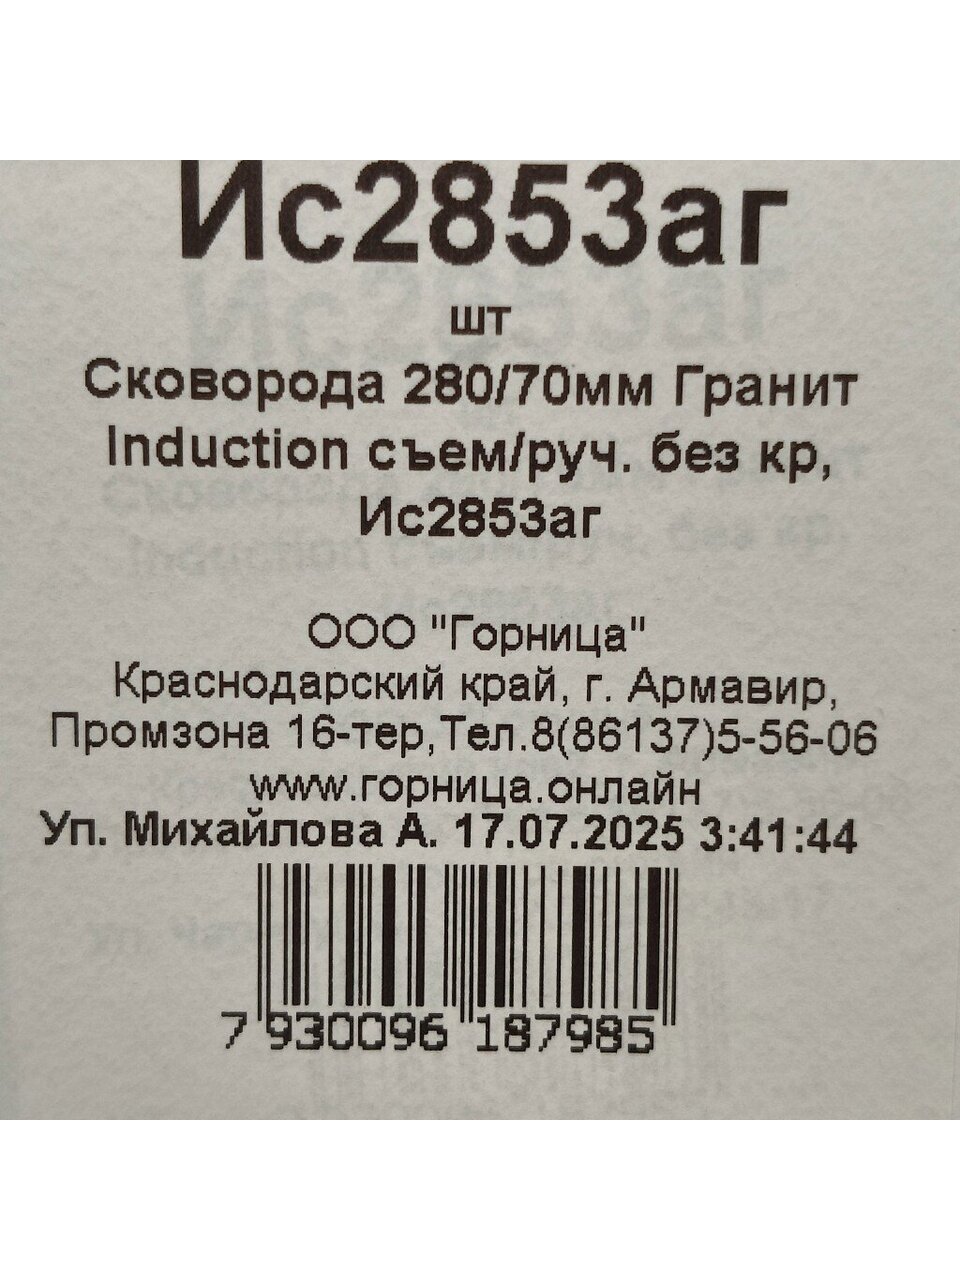 Ис2853аг
шт
Сковорода 280/70мм Гранит
Induction съем/руч. без кр,
Ис2853аг
ООО "Горница"
Краснодарский край, г. Армавир,
Промзона 16-тер,Тел.8(86137)5-56-06
www.горница.онлайн
Уп. Михайлова А. 17.07.2025 3:41:44
7 930096 187985